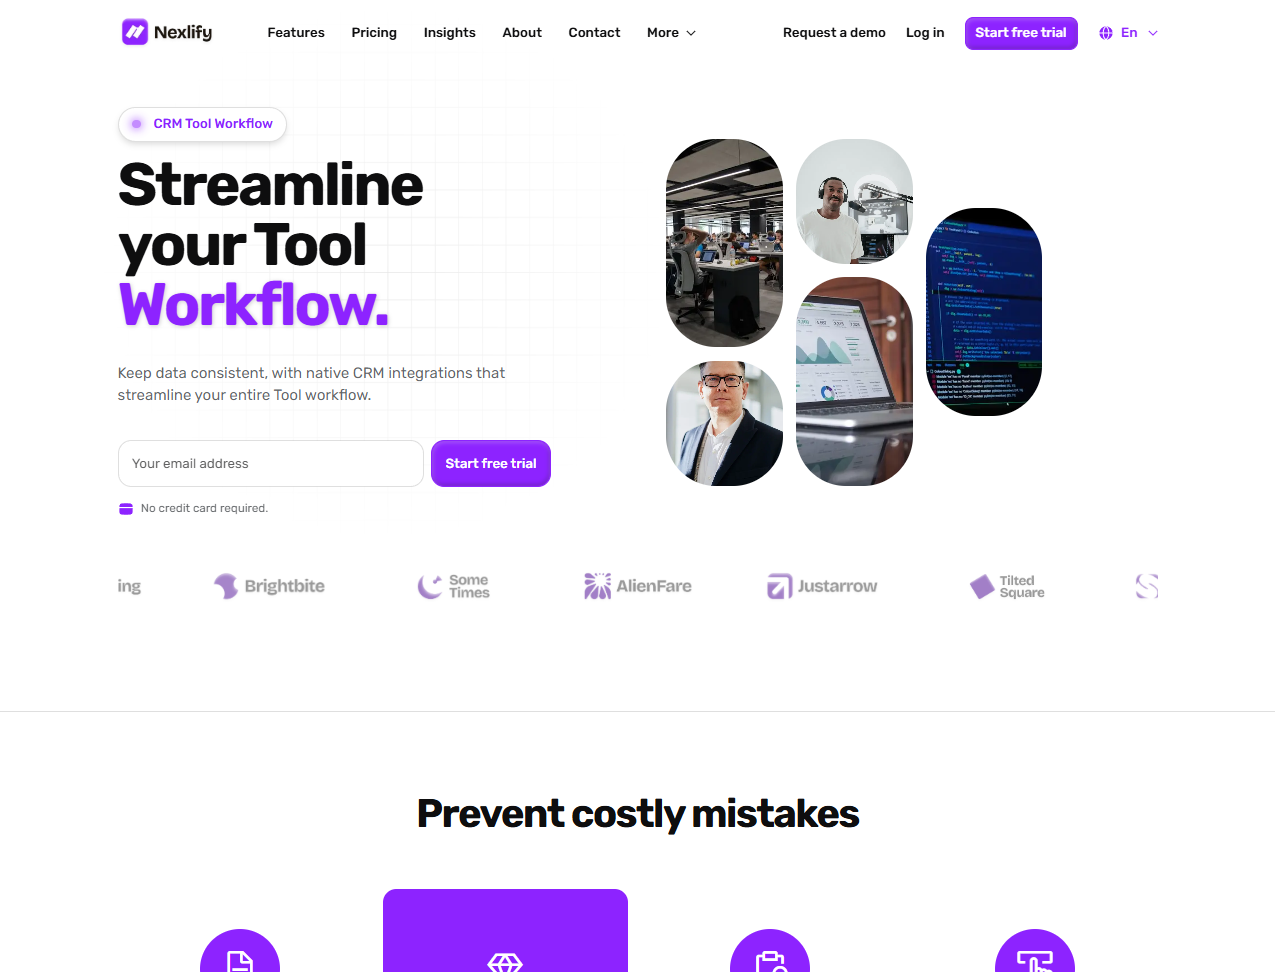 Nexlify
Features
Pricing
Insights
About
Contact
More
Request a demo
Log in
Start free trial
En
CRM Tool Workflow
Streamline
your Tool
Workflow.
Keep data consistent, with native CRM integrations that
streamline your entire Tool workflow.
Your email address
Start free trial
No credit card required.
ing
Brightbite
Some
Times
AlienFare
Justarrow
Tilted
Square
Prevent costly mistakes